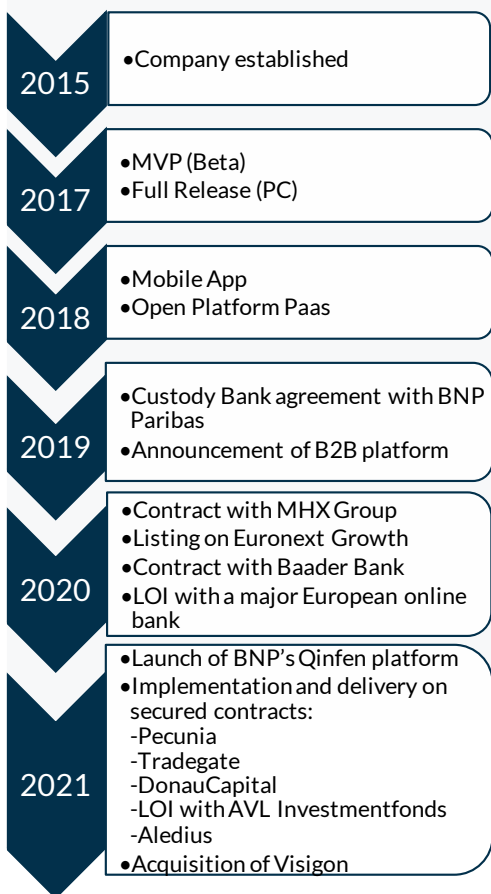 2015
•Company established
2017
•MVP (Beta)
•Full Release (PC)
2018
•Mobile App
•Open Platform Paas
2019
•Custody Bank agreement with BNP
Paribas
•Announcement of B2B platform
2020
•Contract with MHX Group
•Listing on Euronext Growth
•Contract with Baader Bank
•LOI with a major European online
bank
2021
•Launch of BNP's Qinfen platform
•Implementation and delivery on
secured contracts:
-Pecunia
-Tradegate
-DonauCapital
-LOI with AVL Investmentfonds
-Aledius
•Acquisition of Visigon